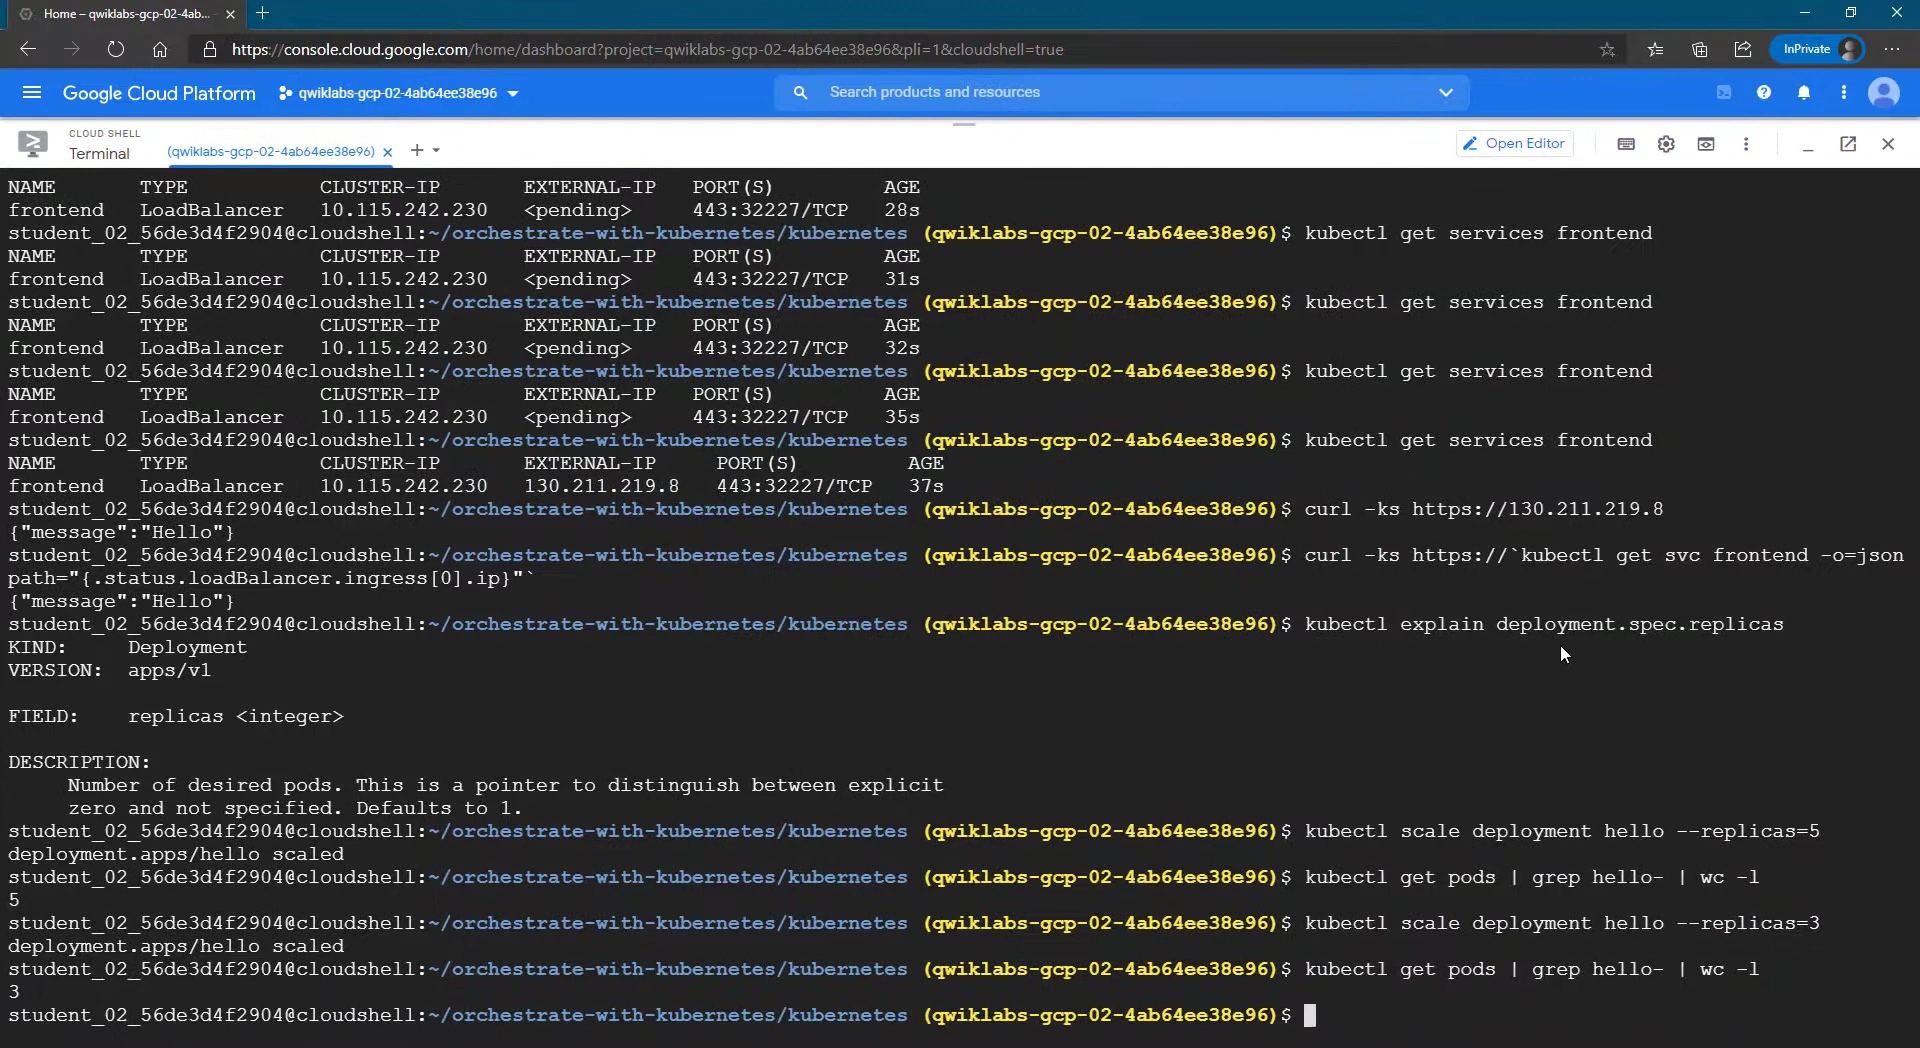 Home – qwiklabs-gcp-02-4ab...
https://console.cloud.google.com/home/dashboard?project=qwiklabs-gcp-02-4ab64ee38e96&pli=1&cloudshell=true
InPrivate
Google Cloud Platform
qwiklabs-gcp-02-4ab64ee38e96
Search products and resources
CLOUD SHELL
Terminal
(qwiklabs-gcp-02-4ab64ee38e96)
Open Editor
NAME TYPE CLUSTER-IP EXTERNAL-IP PORT(S) AGE
frontend LoadBalancer 10.115.242.230 <pending> 443:32227/TCP 28s
student_02_56de3d4f2904@cloudshell:~/orchestrate-with-kubernetes/kubernetes (qwiklabs-gcp-02-4ab64ee38e96)$ kubectl get services frontend
NAME TYPE CLUSTER-IP EXTERNAL-IP PORT(S) AGE
frontend LoadBalancer 10.115.242.230 <pending> 443:32227/TCP 31s
student_02_56de3d4f2904@cloudshell:~/orchestrate-with-kubernetes/kubernetes (qwiklabs-gcp-02-4ab64ee38e96)$ kubectl get services frontend
NAME TYPE CLUSTER-IP EXTERNAL-IP PORT(S) AGE
frontend LoadBalancer 10.115.242.230 <pending> 443:32227/TCP 32s
student_02_56de3d4f2904@cloudshell:~/orchestrate-with-kubernetes/kubernetes (qwiklabs-gcp-02-4ab64ee38e96)$ kubectl get services frontend
NAME TYPE CLUSTER-IP EXTERNAL-IP PORT(S) AGE
frontend LoadBalancer 10.115.242.230 <pending> 443:32227/TCP 35s
student_02_56de3d4f2904@cloudshell:~/orchestrate-with-kubernetes/kubernetes (qwiklabs-gcp-02-4ab64ee38e96)$ kubectl get services frontend
NAME TYPE CLUSTER-IP EXTERNAL-IP PORT(S) AGE
frontend LoadBalancer 10.115.242.230 130.211.219.8 443:32227/TCP 37s
student_02_56de3d4f2904@cloudshell:~/orchestrate-with-kubernetes/kubernetes (qwiklabs-gcp-02-4ab64ee38e96)$ curl -ks https://130.211.219.8
{"message":"Hello"}
student_02_56de3d4f2904@cloudshell:~/orchestrate-with-kubernetes/kubernetes (qwiklabs-gcp-02-4ab64ee38e96)$ curl -ks https://`kubectl get svc frontend -o=json
path="{.status.loadBalancer.ingress[0].ip}"`
{"message":"Hello"}
student_02_56de3d4f2904@cloudshell:~/orchestrate-with-kubernetes/kubernetes (qwiklabs-gcp-02-4ab64ee38e96)$ kubectl explain deployment.spec.replicas
KIND: Deployment
VERSION: apps/v1
FIELD: replicas <integer>
DESCRIPTION:
Number of desired pods. This is a pointer to distinguish between explicit
zero and not specified. Defaults to 1.
student_02_56de3d4f2904@cloudshell:~/orchestrate-with-kubernetes/kubernetes (qwiklabs-gcp-02-4ab64ee38e96)$ kubectl scale deployment hello --replicas=5
deployment.apps/hello scaled
student_02_56de3d4f2904@cloudshell:~/orchestrate-with-kubernetes/kubernetes (qwiklabs-gcp-02-4ab64ee38e96)$ kubectl get pods | grep hello- | wc -l
5
student_02_56de3d4f2904@cloudshell:~/orchestrate-with-kubernetes/kubernetes (qwiklabs-gcp-02-4ab64ee38e96)$ kubectl scale deployment hello --replicas=3
deployment.apps/hello scaled
student_02_56de3d4f2904@cloudshell:~/orchestrate-with-kubernetes/kubernetes (qwiklabs-gcp-02-4ab64ee38e96)$ kubectl get pods | grep hello- | wc -l
3
student_02_56de3d4f2904@cloudshell:~/orchestrate-with-kubernetes/kubernetes (qwiklabs-gcp-02-4ab64ee38e96)$